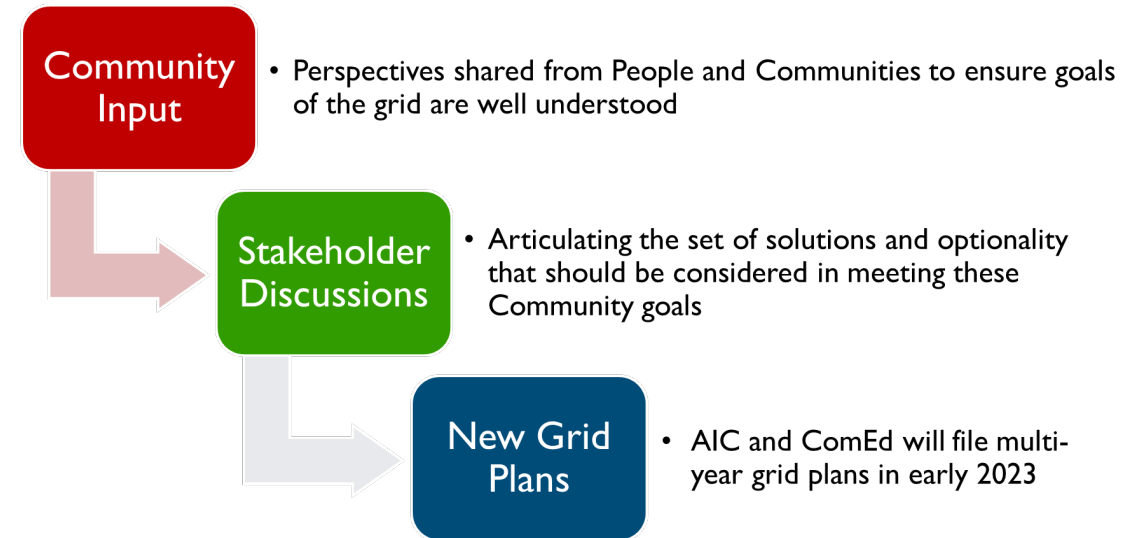 Community
Input
• Perspectives shared from People and Communities to ensure goals
of the grid are well understood
Stakeholder
Discussions
• Articulating the set of solutions and optionality
that should be considered in meeting these
Community goals
New Grid
Plans
• AIC and ComEd will file multi-
year grid plans in early 2023